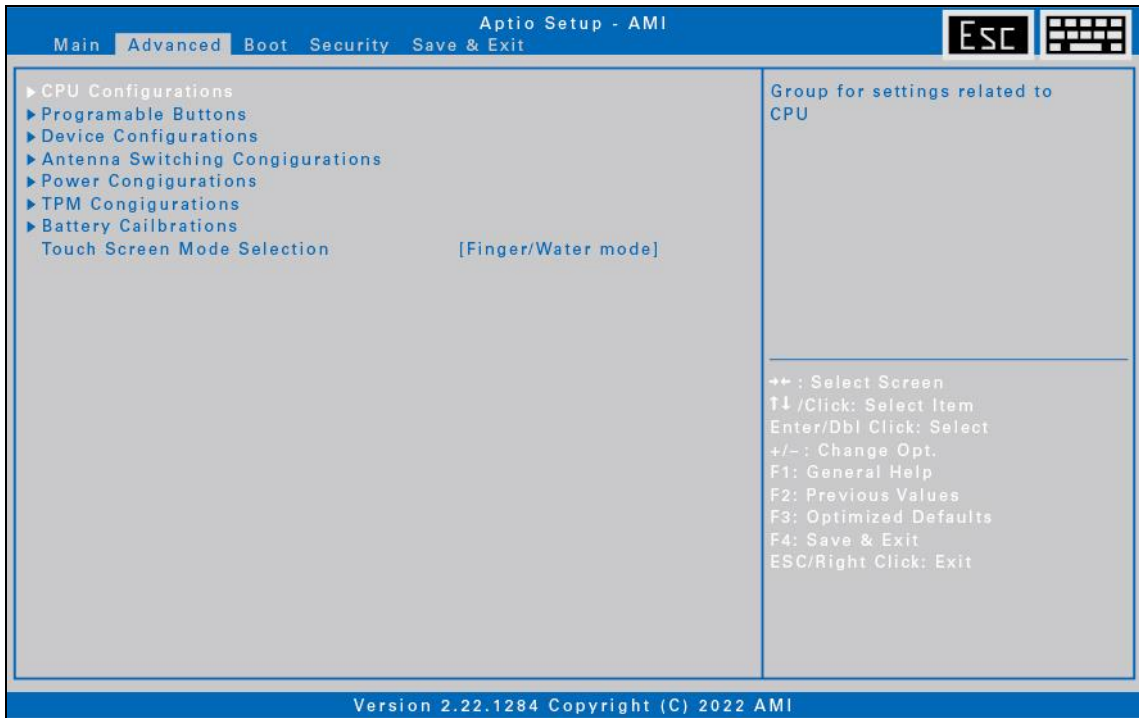 Aptio Setup - AMI
Main Advanced Boot Security Save & Exit
Esc
▶ CPU Configurations
▶ Programable Buttons
▶ Device Configurations
▶ Antenna Switching Congigurations
▶ Power Congigurations
▶ TPM Congigurations
▶ Battery Cailbrations
Touch Screen Mode Selection [Finger/Water mode]
Group for settings related to
CPU
→← : Select Screen
↑↓ /Click: Select Item
Enter/Dbl Click: Select
+/− : Change Opt.
F1: General Help
F2: Previous Values
F3: Optimized Defaults
F4: Save & Exit
ESC/Right Click: Exit
Version 2.22.1284 Copyright (C) 2022 AMI